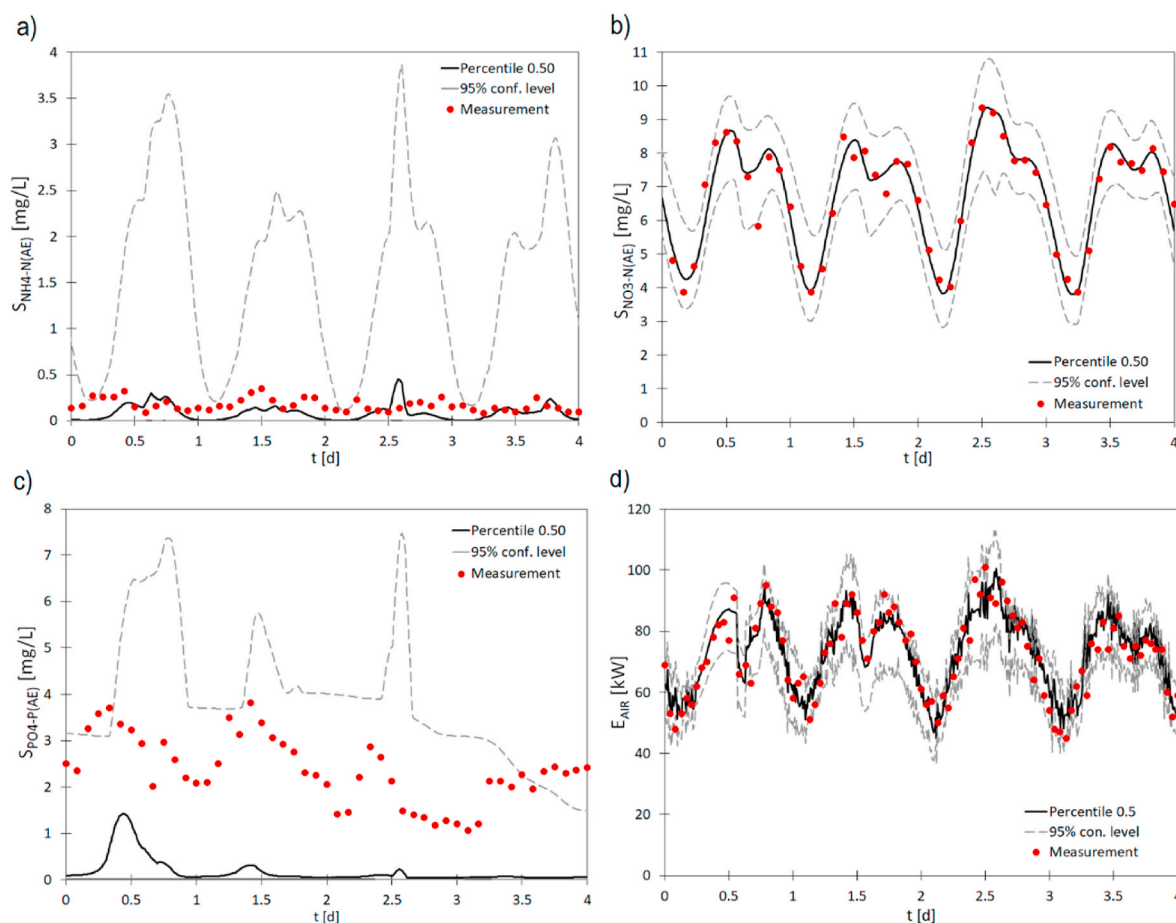 a)
4
3.5
3
2.5
2
1.5
1
0.5
0
S_NH4-N(AE) [mg/L]
Percentile 0.50
95% conf. level
Measurement
0 0.5 1 1.5 2 2.5 3 3.5 4
t [d]
b)
11
10
9
8
7
6
5
4
3
2
1
0
S_NO3-N(AE) [mg/L]
Percentile 0.50
95% conf. level
Measurement
0 0.5 1 1.5 2 2.5 3 3.5 4
t [d]
c)
8
7
6
5
4
3
2
1
0
S_PO4-P(AE) [mg/L]
Percentile 0.50
95% conf. level
Measurement
0 0.5 1 1.5 2 2.5 3 3.5 4
t [d]
d)
120
100
80
60
40
20
0
E_AIR [kW]
Percentile 0.5
95% con. level
Measurement
0 0.5 1 1.5 2 2.5 3 3.5 4
t [d]